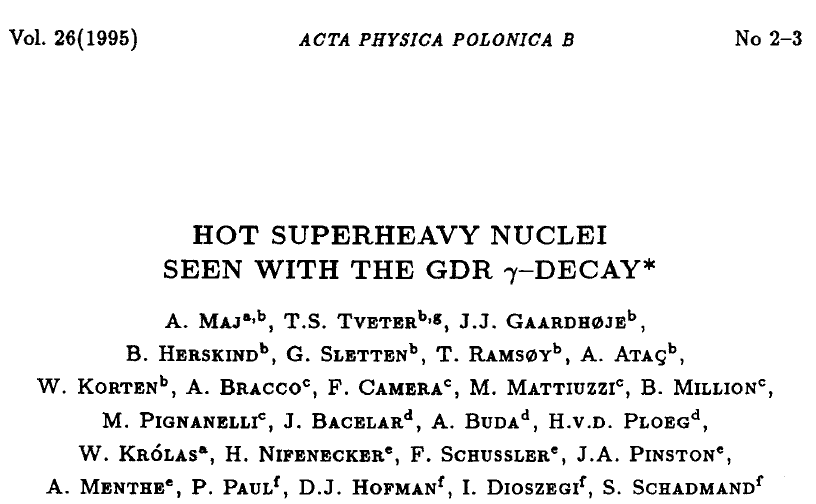 Vol. 26(1995) ACTA PHYSICA POLONICA B No 2–3
HOT SUPERHEAVY NUCLEI
SEEN WITH THE GDR γ–DECAY*
A. Maj^a,b, T.S. Tveter^b,g, J.J. Gaardhøje^b,
B. Herskind^b, G. Sletten^b, T. Ramsøy^b, A. Ataç^b,
W. Korten^b, A. Bracco^c, F. Camera^c, M. Mattiuzzi^c, B. Million^c,
M. Pignanelli^c, J. Bacelar^d, A. Buda^d, H.v.d. Ploeg^d,
W. Królas^a, H. Nifenecker^e, F. Schussler^e, J.A. Pinston^e,
A. Menthe^e, P. Paul^f, D.J. Hofman^f, I. Dioszegi^f, S. Schadmand^f